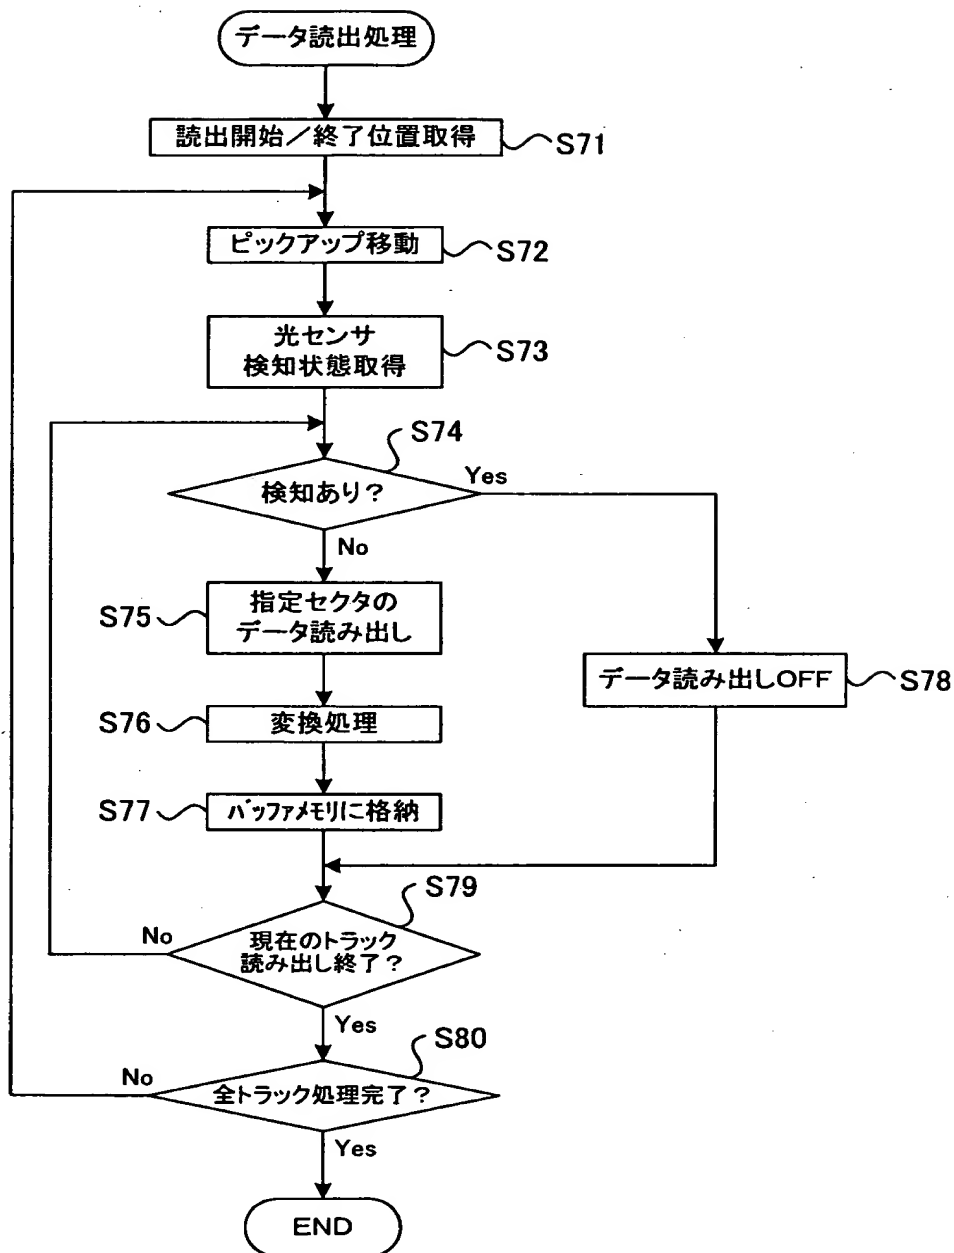 データ読出処理
読出開始／終了位置取得
S71
ピックアップ移動
S72
光センサ
検知状態取得
S73
S74
検知あり？
Yes
No
S75
指定セクタの
データ読み出し
データ読み出しOFF
S78
S76
変換処理
S77
バッファメモリに格納
S79
No
現在のトラック
読み出し終了？
Yes
S80
No
全トラック処理完了？
Yes
END